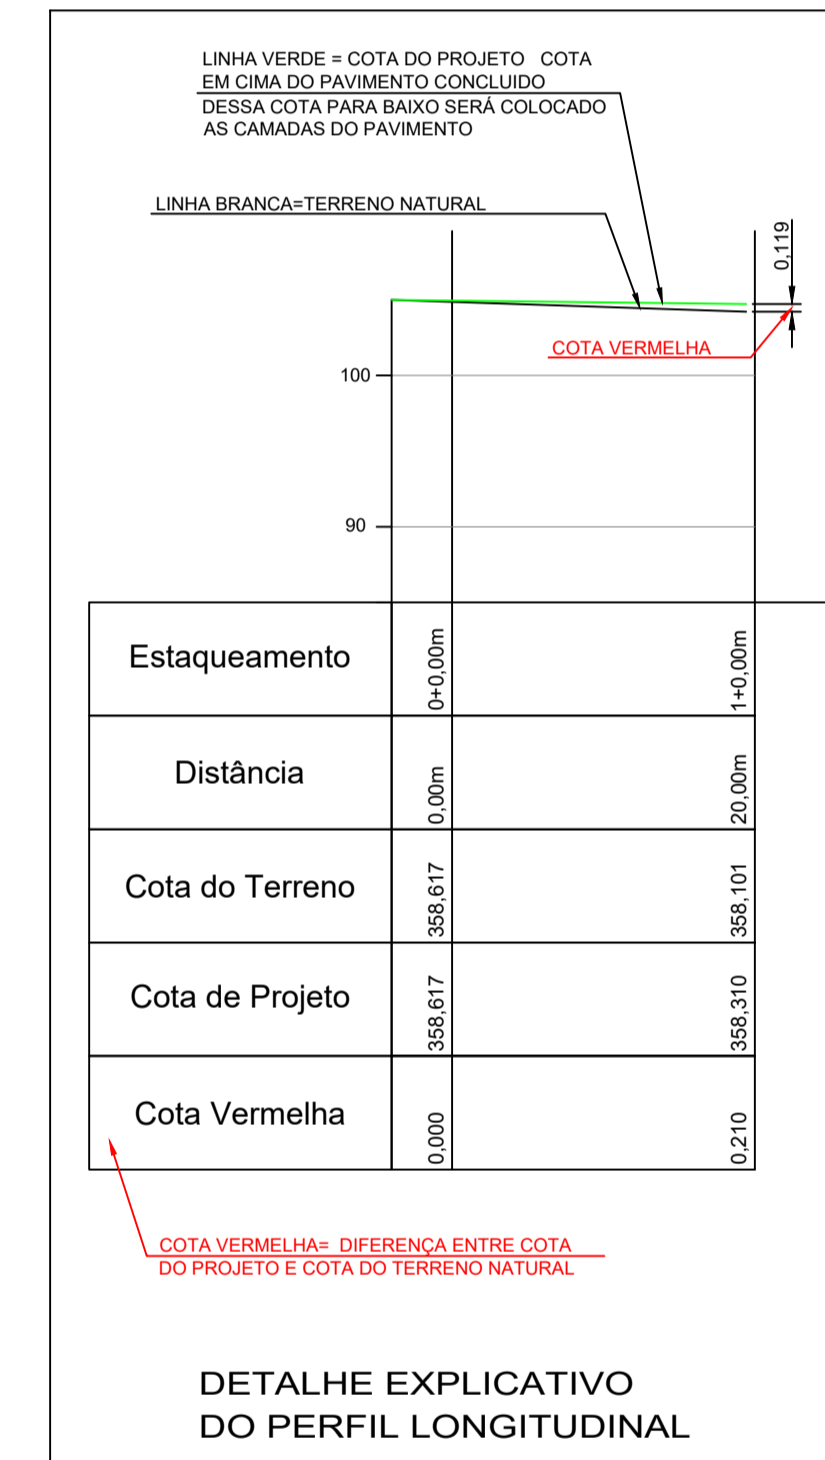 LINHA VERDE = COTA DO PROJETO COTA
EM CIMA DO PAVIMENTO CONCLUIDO
DESSA COTA PARA BAIXO SERÁ COLOCADO
AS CAMADAS DO PAVIMENTO
LINHA BRANCA=TERRENO NATURAL
0,119
COTA VERMELHA
100
90
Estaqueamento 0+0,00m 1+0,00m
Distância 0,00m 20,00m
Cota do Terreno 358,617 358,101
Cota de Projeto 358,617 358,310
Cota Vermelha 0,000 0,210
COTA VERMELHA= DIFERENÇA ENTRE COTA
DO PROJETO E COTA DO TERRENO NATURAL
DETALHE EXPLICATIVO
DO PERFIL LONGITUDINAL